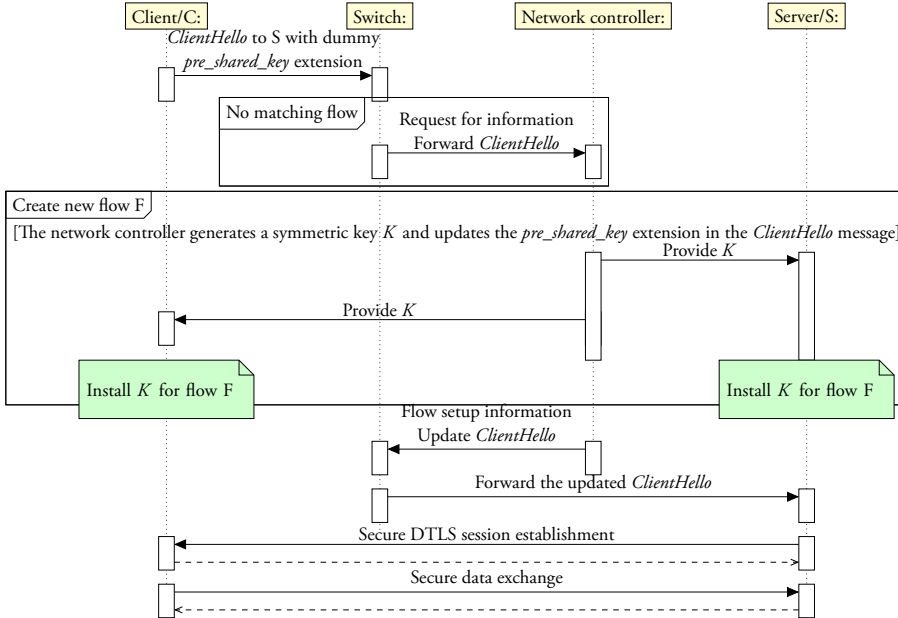 Client/C:
Switch:
Network controller:
Server/S:
ClientHello to S with dummy
pre_shared_key extension
No matching flow
Request for information
Forward ClientHello
Create new flow F
[The network controller generates a symmetric key K and updates the pre_shared_key extension in the ClientHello message]
Provide K
Provide K
Install K for flow F
Install K for flow F
Flow setup information
Update ClientHello
Forward the updated ClientHello
Secure DTLS session establishment
Secure data exchange